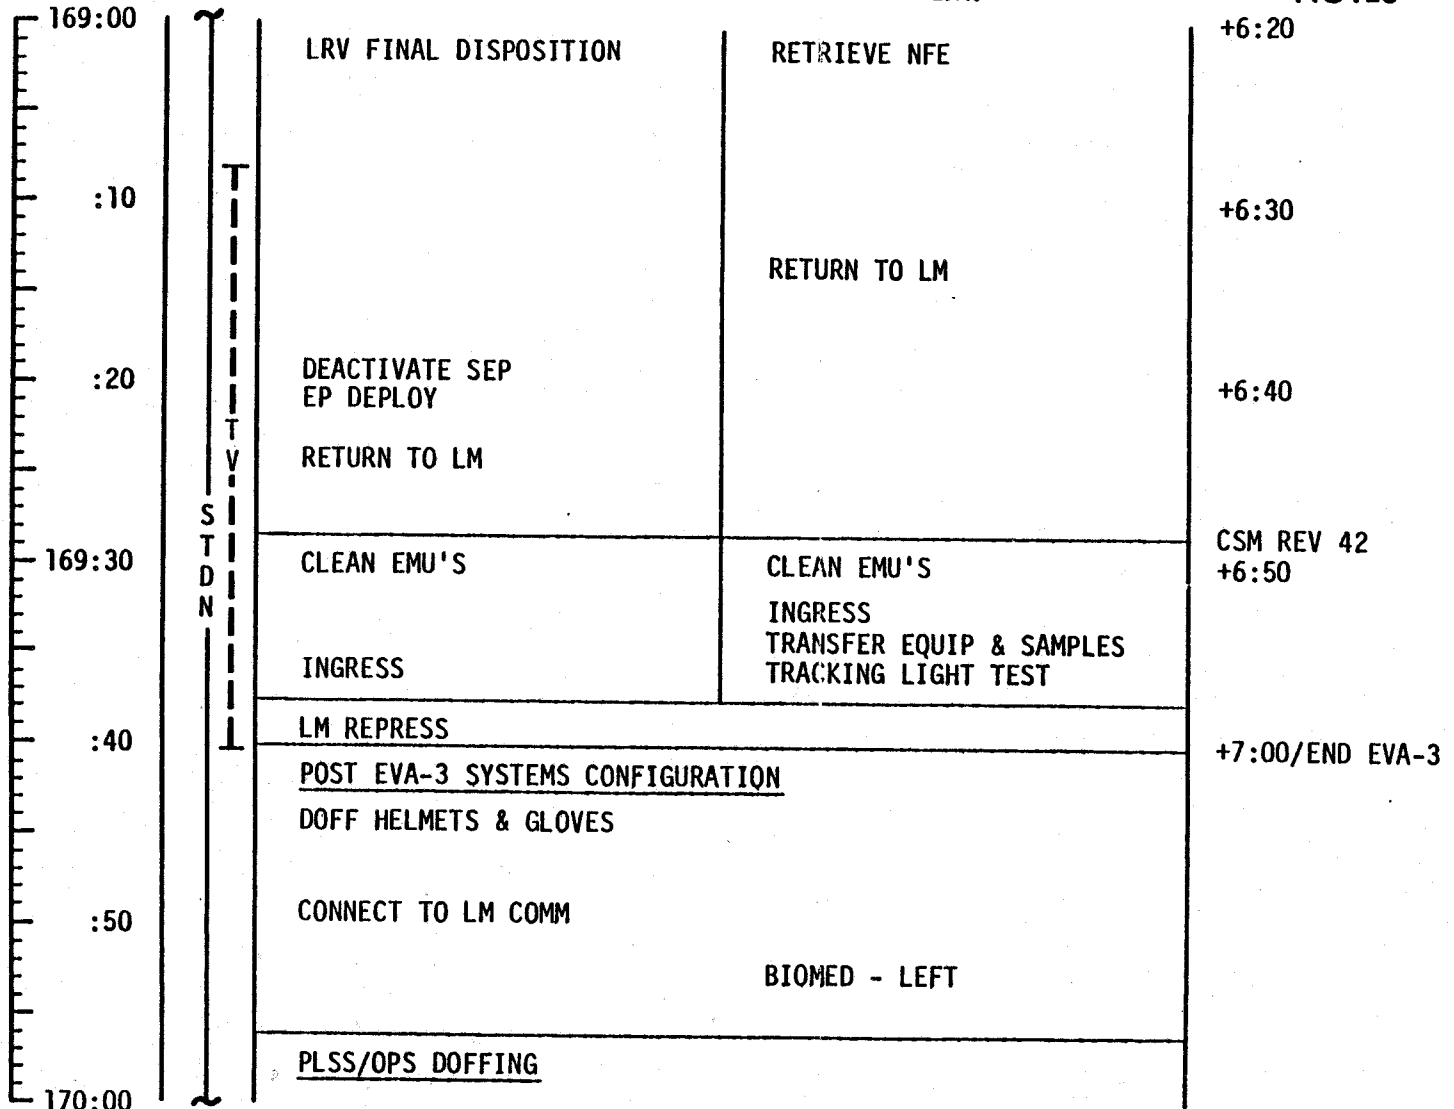 169:00
+6:20
LRV FINAL DISPOSITION
RETRIEVE NFE
:10
+6:30
RETURN TO LM
:20
DEACTIVATE SEP
EP DEPLOY
+6:40
TV
RETURN TO LM
STDN
CSM REV 42
169:30
CLEAN EMU'S
CLEAN EMU'S
+6:50
INGRESS
TRANSFER EQUIP & SAMPLES
INGRESS
TRACKING LIGHT TEST
LM REPRESS
:40
+7:00/END EVA-3
POST EVA-3 SYSTEMS CONFIGURATION
DOFF HELMETS & GLOVES
:50
CONNECT TO LM COMM
BIOMED - LEFT
PLSS/OPS DOFFING
170:00